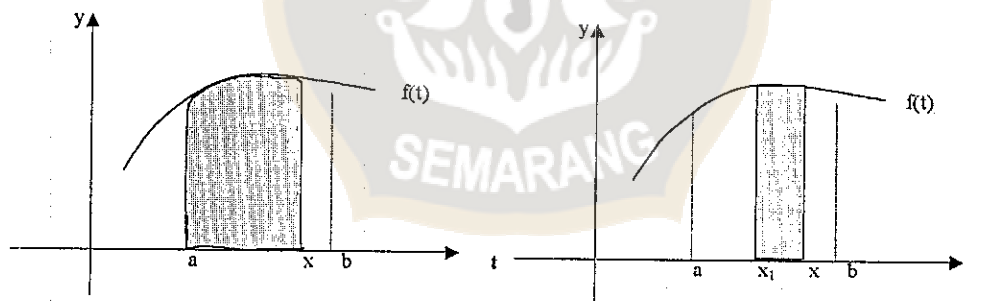 y
f(t)
a x b
t
y
f(t)
a x₁ x b
SEMARANG